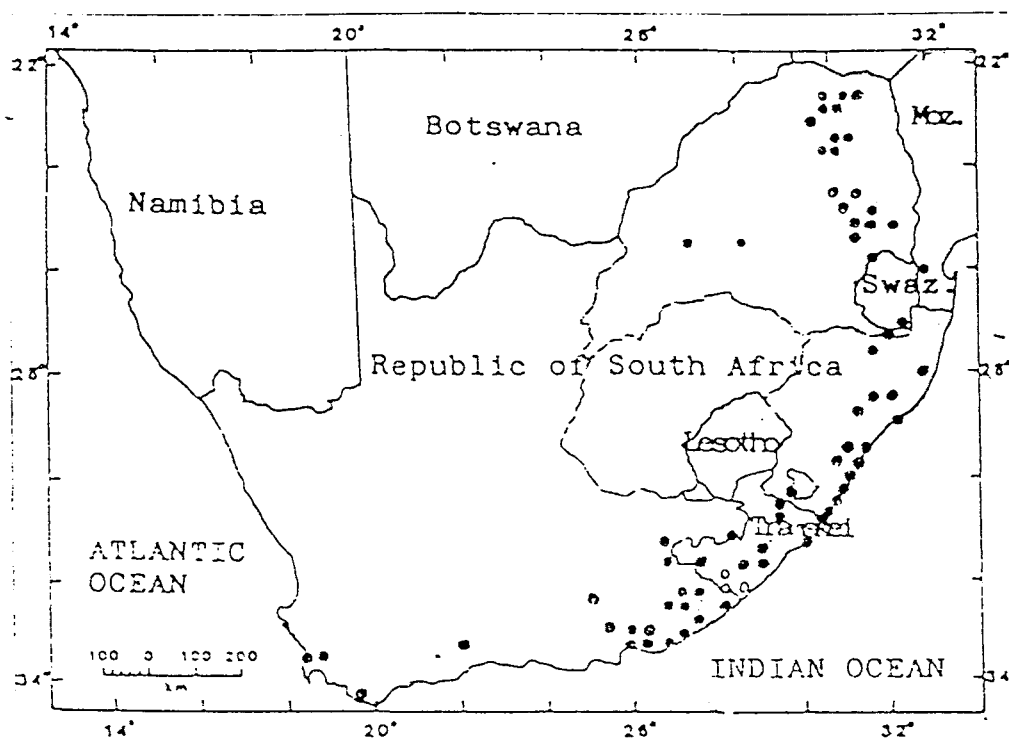 14° 20° 26° 32°
22° 22°
Botswana Moz.
Namibia
Swaz.
Republic of South Africa
28° 28°
Lesotho
ATLANTIC
OCEAN
100 0 100 200
km
INDIAN OCEAN
34° 34°
14° 20° 26° 32°